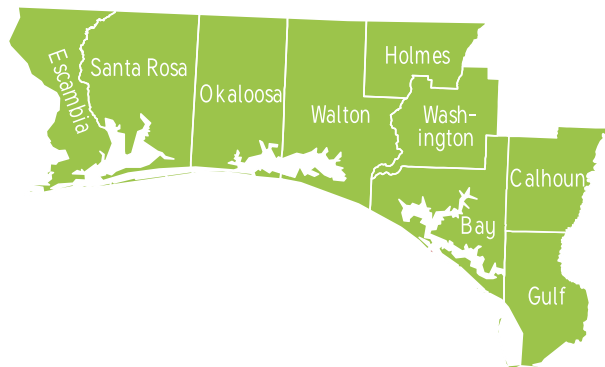 Escambia
Santa Rosa
Okaloosa
Walton
Holmes
Wash-
ington
Bay
Calhoun
Gulf